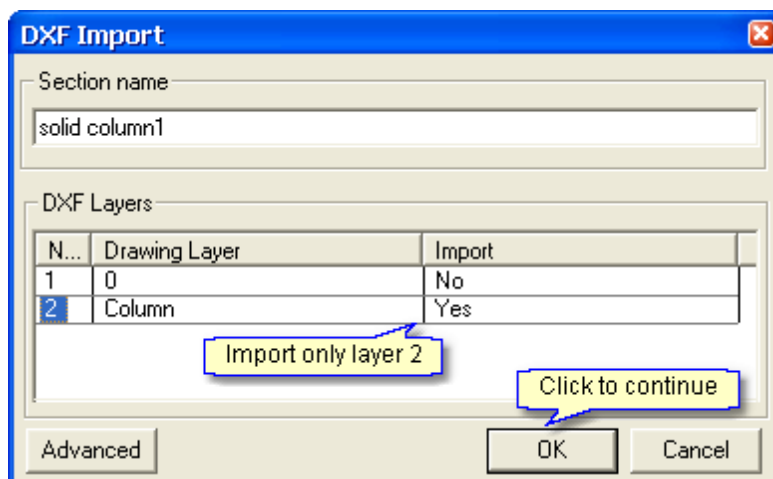 DXF Import
Section name
solid column1
DXF Layers
N... Drawing Layer Import
1 0 No
2 Column Yes
Import only layer 2
Click to continue
Advanced OK Cancel